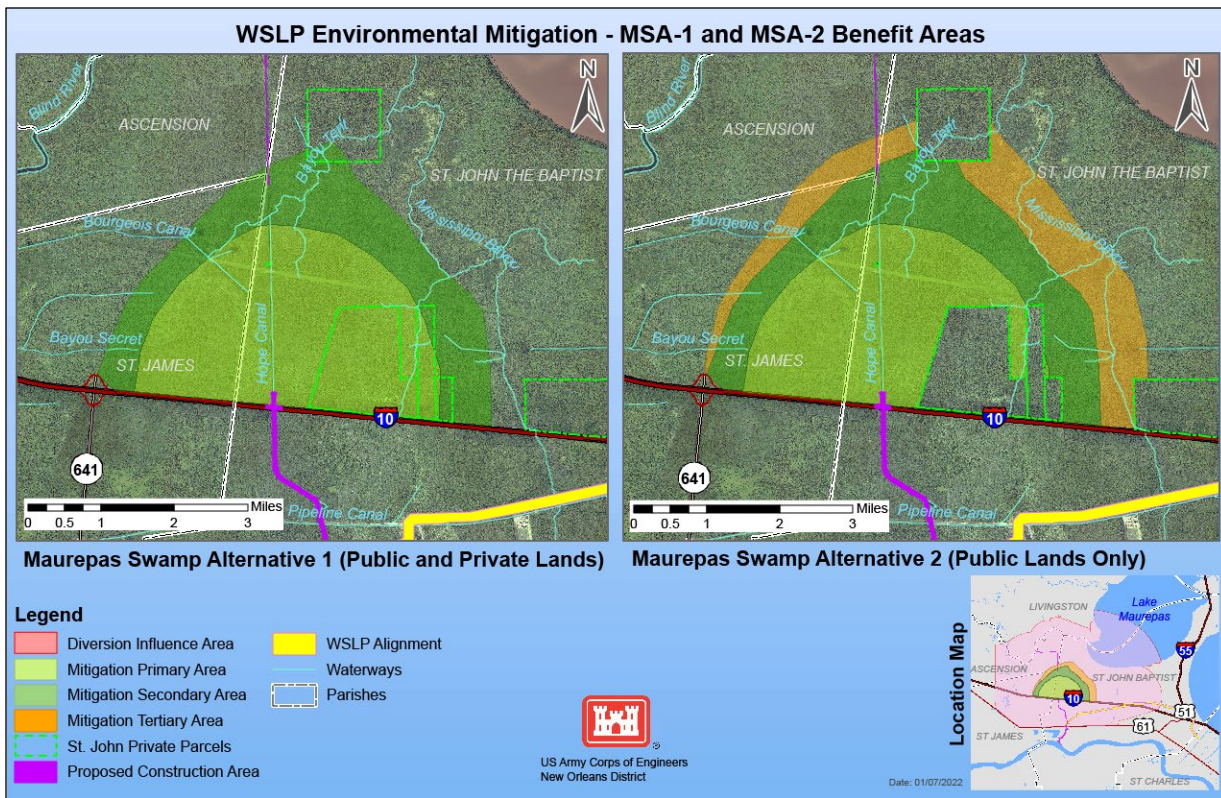 WSLP Environmental Mitigation - MSA-1 and MSA-2 Benefit Areas
N
Blind River
ASCENSION
Bayou Tent
ST. JOHN THE BAPTIST
Bourgeois Canal
Mississippi Bayou
Bayou Secret
ST. JAMES
Hope Canal
10
641
Miles
0 0.5 1 2 3
Pipeline Canal
Maurepas Swamp Alternative 1 (Public and Private Lands)
N
Blind River
ASCENSION
Bayou Tent
ST. JOHN THE BAPTIST
Bourgeois Canal
Mississippi Bayou
Bayou Secret
ST. JAMES
Hope Canal
10
641
Miles
0 0.5 1 2 3
Pipeline Canal
Maurepas Swamp Alternative 2 (Public Lands Only)
Legend
Diversion Influence Area
Mitigation Primary Area
Mitigation Secondary Area
Mitigation Tertiary Area
St. John Private Parcels
Proposed Construction Area
WSLP Alignment
Waterways
Parishes
®
US Army Corps of Engineers
New Orleans District
Location Map
LIVINGSTON
Lake
Maurepas
55
ASCENSION
ST JOHN BAPTIST
10
51
61
ST JAMES
ST CHARLES
Date: 01/07/2022